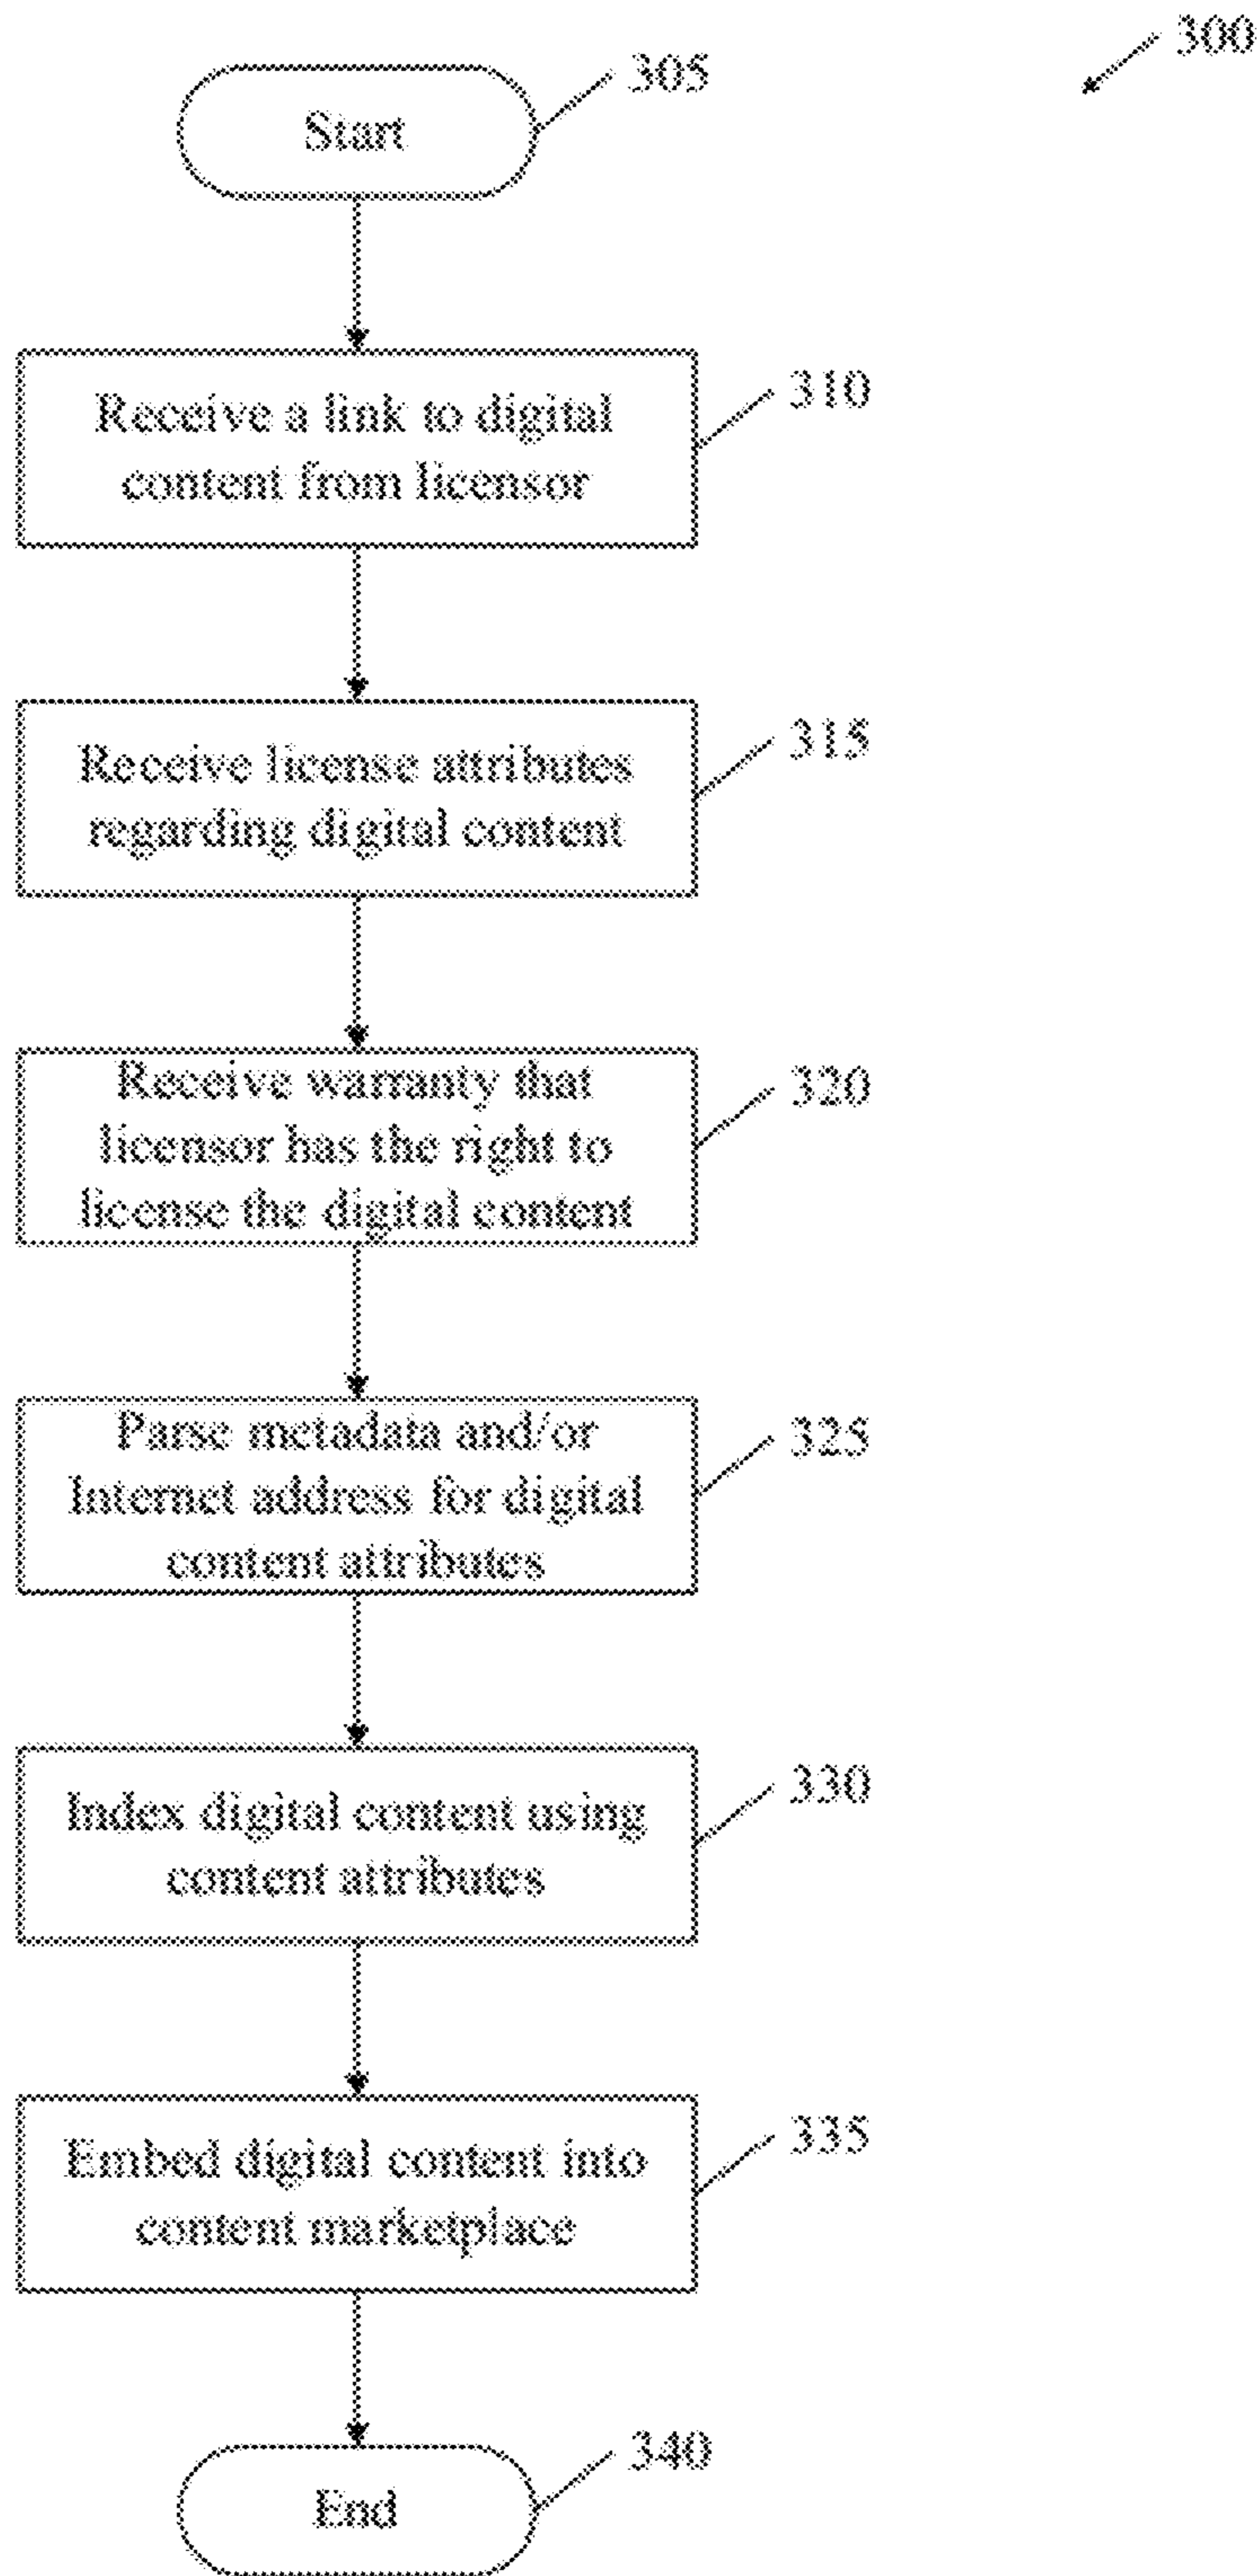 300
305
Start
310
Receive a link to digital
content from licensor
315
Receive license attributes
regarding digital content
320
Receive warranty that
licensor has the right to
license the digital content
325
Parse metadata and/or
Internet address for digital
content attributes
330
Index digital content using
content attributes
335
Embed digital content into
content marketplace
340
End